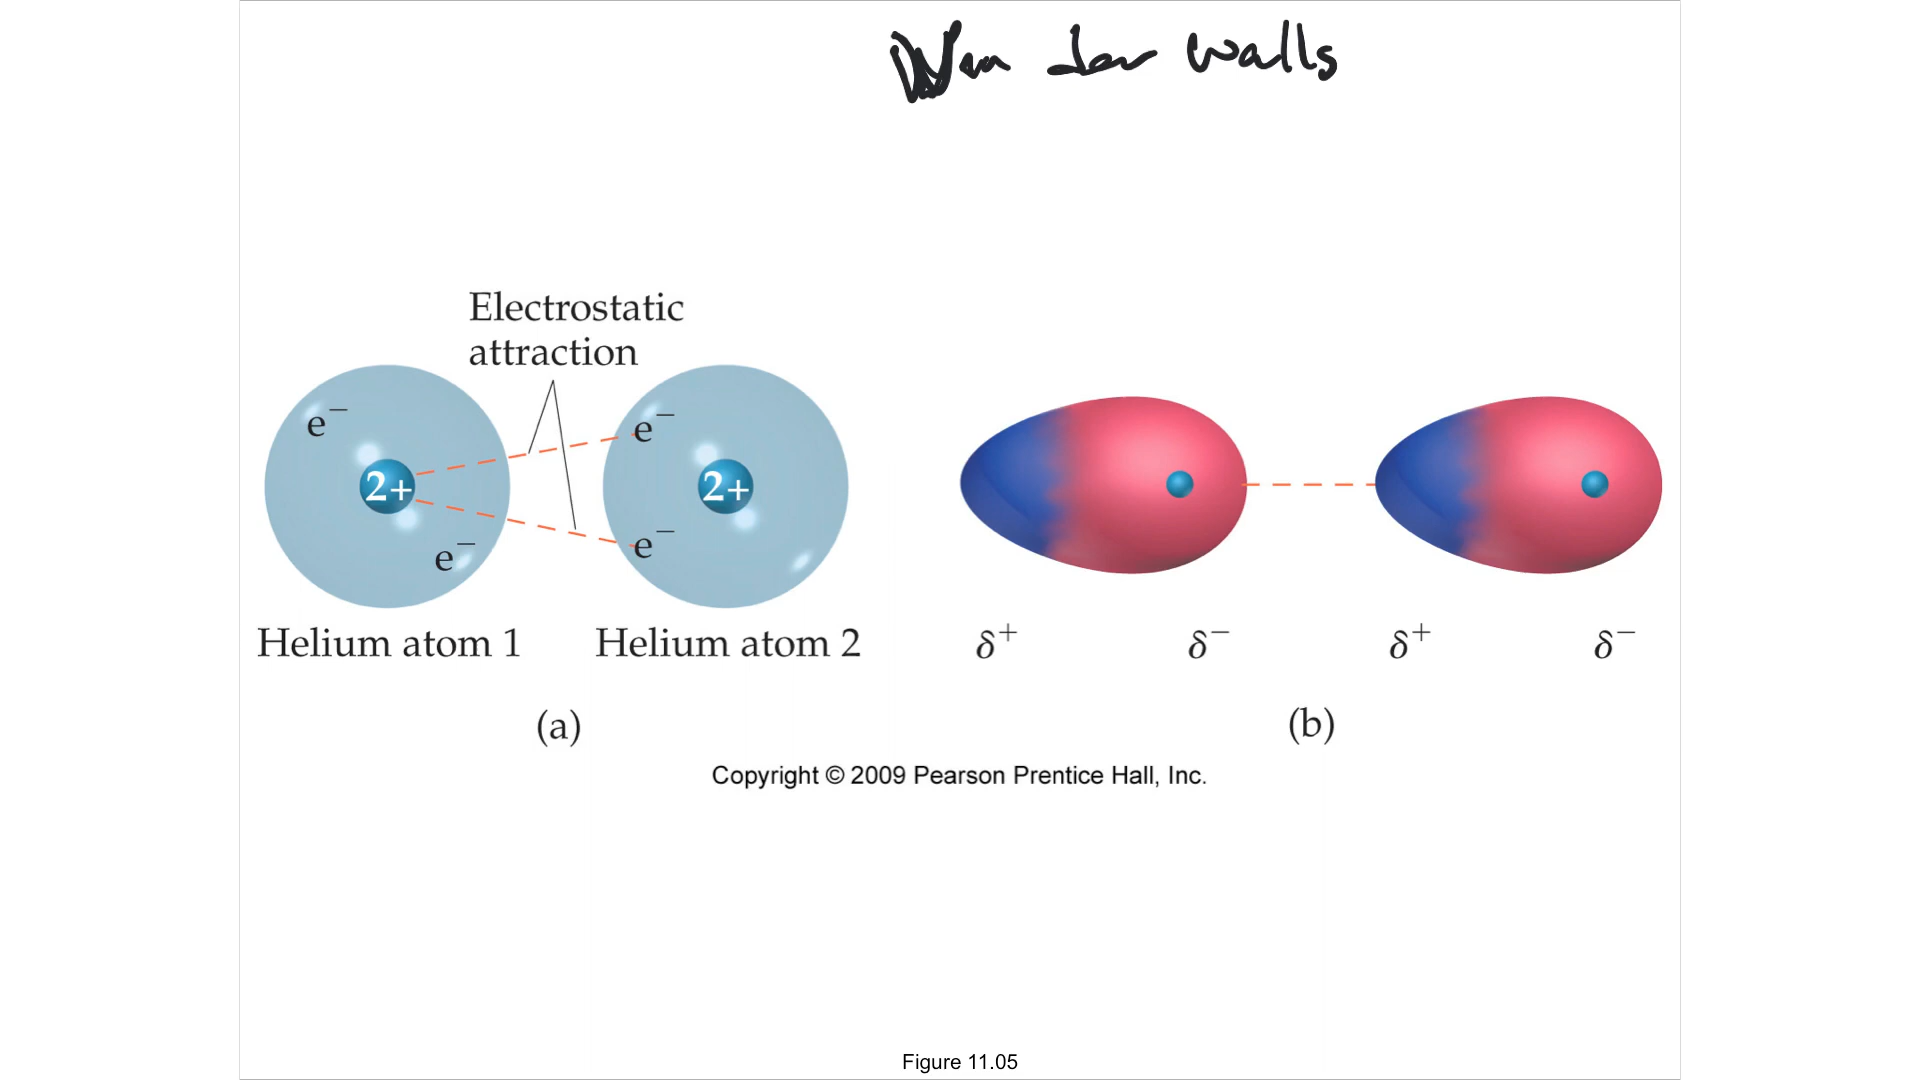 Van der Walls
Electrostatic
attraction
e⁻
e⁻
2+
2+
e⁻
e⁻
Helium atom 1
Helium atom 2
δ⁺
δ⁻
δ⁺
δ⁻
(a)
(b)
Copyright © 2009 Pearson Prentice Hall, Inc.
Figure 11.05